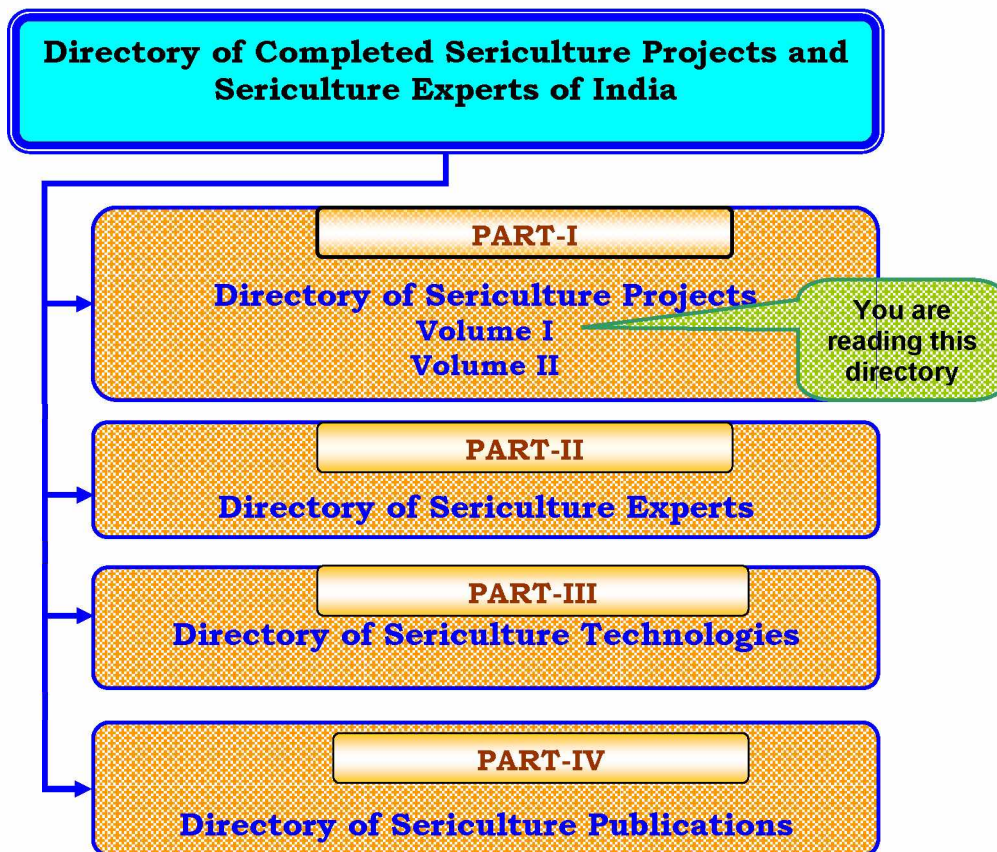 Directory of Completed Sericulture Projects and
Sericulture Experts of India
PART-I
Directory of Sericulture Projects
Volume I
Volume II
You are
reading this
directory
PART-II
Directory of Sericulture Experts
PART-III
Directory of Sericulture Technologies
PART-IV
Directory of Sericulture Publications